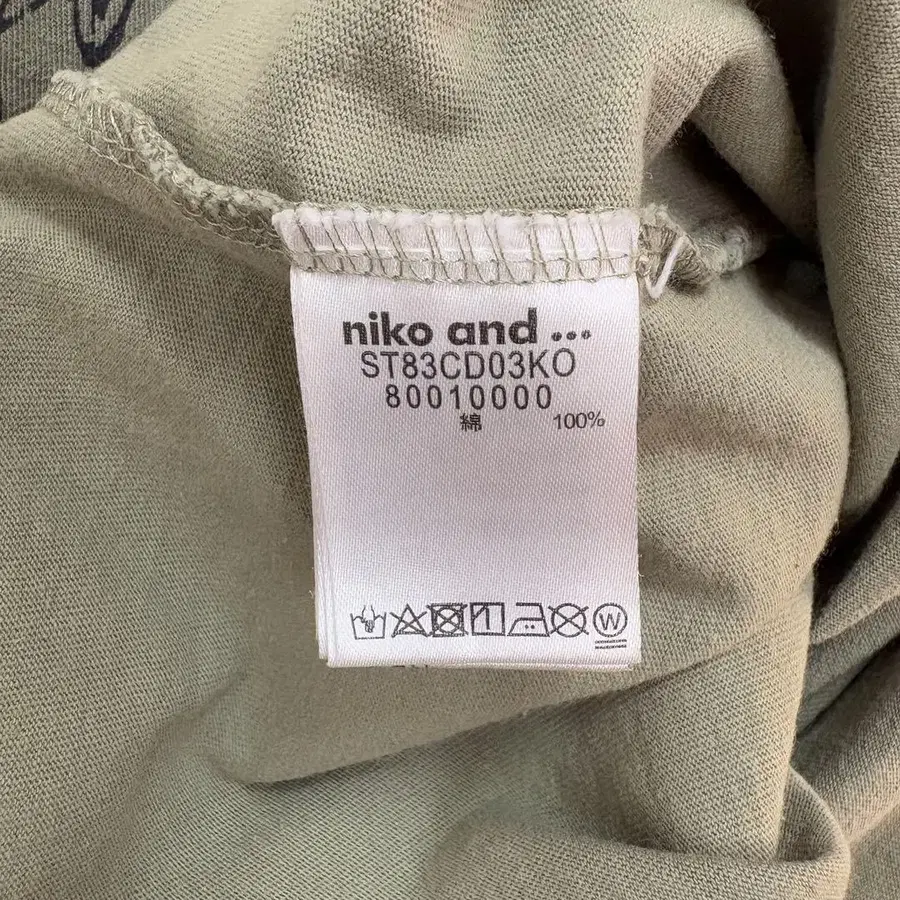 niko and ...
ST83CD03KO
80010000
綿 100%
W